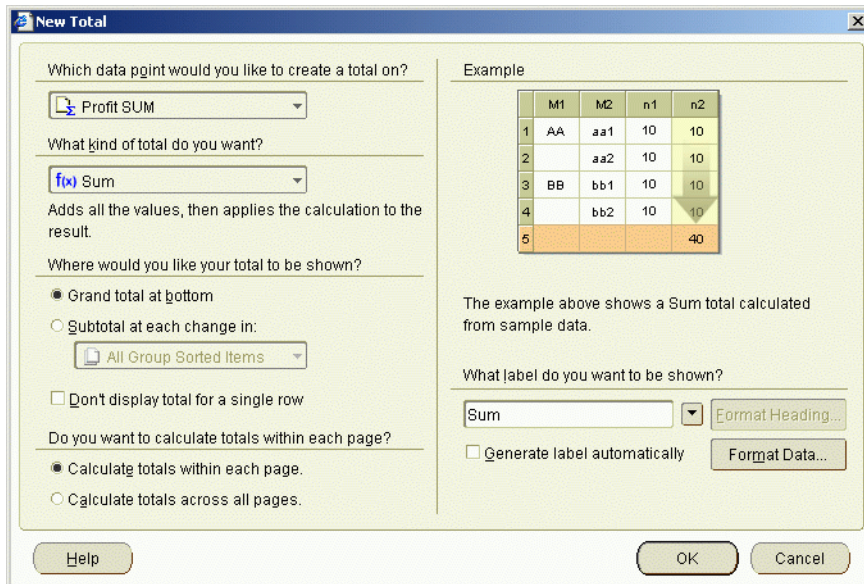 New Total
Which data point would you like to create a total on?
Profit SUM
What kind of total do you want?
f(x) Sum
Adds all the values, then applies the calculation to the
result.
Where would you like your total to be shown?
Grand total at bottom
Subtotal at each change in:
All Group Sorted Items
Don't display total for a single row
Do you want to calculate totals within each page?
Calculate totals within each page.
Calculate totals across all pages.
Example
M1 M2 n1 n2
1 AA aa1 10 10
2 aa2 10 10
3 BB bb1 10 10
4 bb2 10 10
5 40
The example above shows a Sum total calculated
from sample data.
What label do you want to be shown?
Sum Format Heading...
Generate label automatically Format Data...
Help OK Cancel